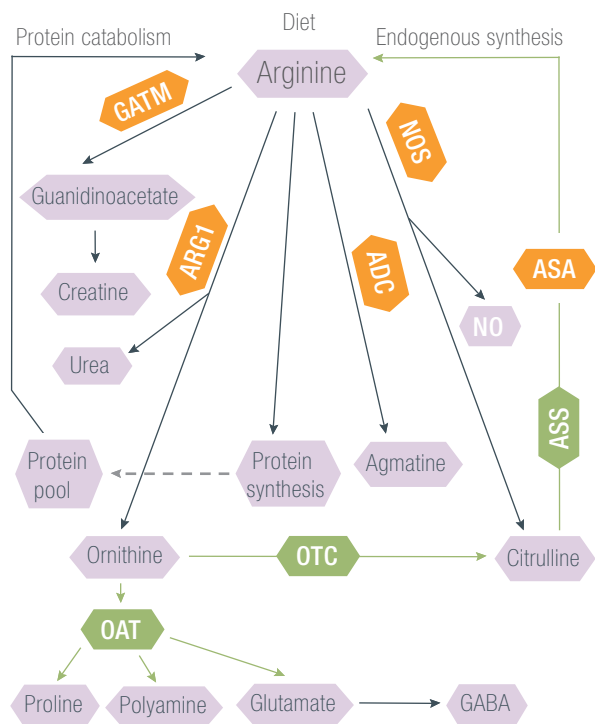 Protein catabolism
Diet
Endogenous synthesis
Arginine
GATM
NOS
Guanidinoacetate
ARG1
ADC
ASA
Creatine
NO
Urea
ASS
Protein
pool
Protein
synthesis
Agmatine
Ornithine
OTC
Citrulline
OAT
Proline
Polyamine
Glutamate
GABA